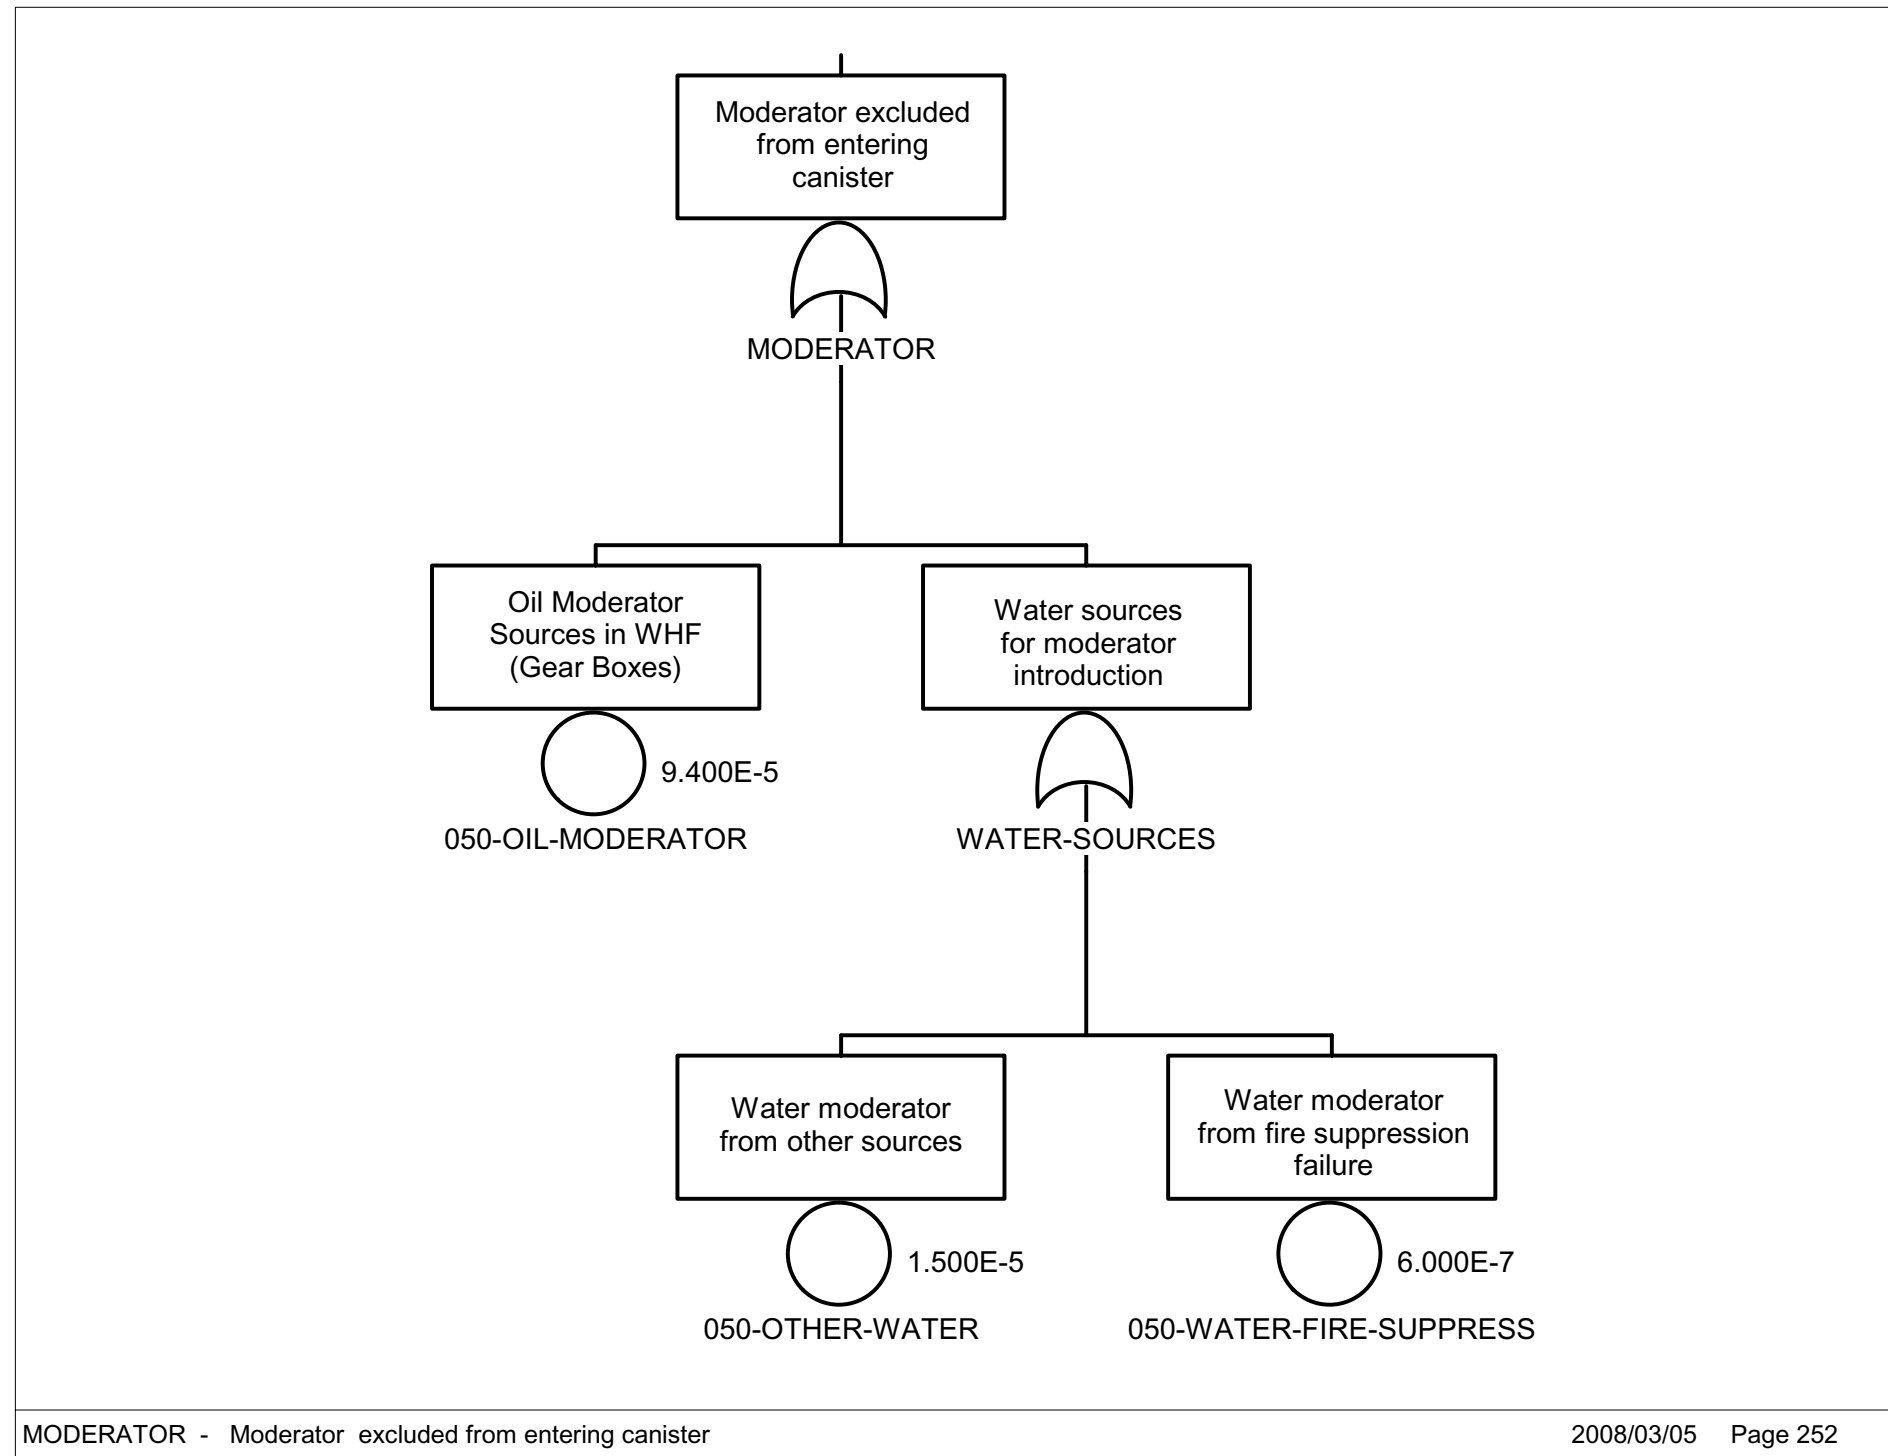 Moderator excluded
from entering
canister
MODERATOR
Oil Moderator
Sources in WHF
(Gear Boxes)
9.400E-5
050-OIL-MODERATOR
Water sources
for moderator
introduction
WATER-SOURCES
Water moderator
from other sources
1.500E-5
050-OTHER-WATER
Water moderator
from fire suppression
failure
6.000E-7
050-WATER-FIRE-SUPPRESS
MODERATOR - Moderator excluded from entering canister
2008/03/05 Page 252